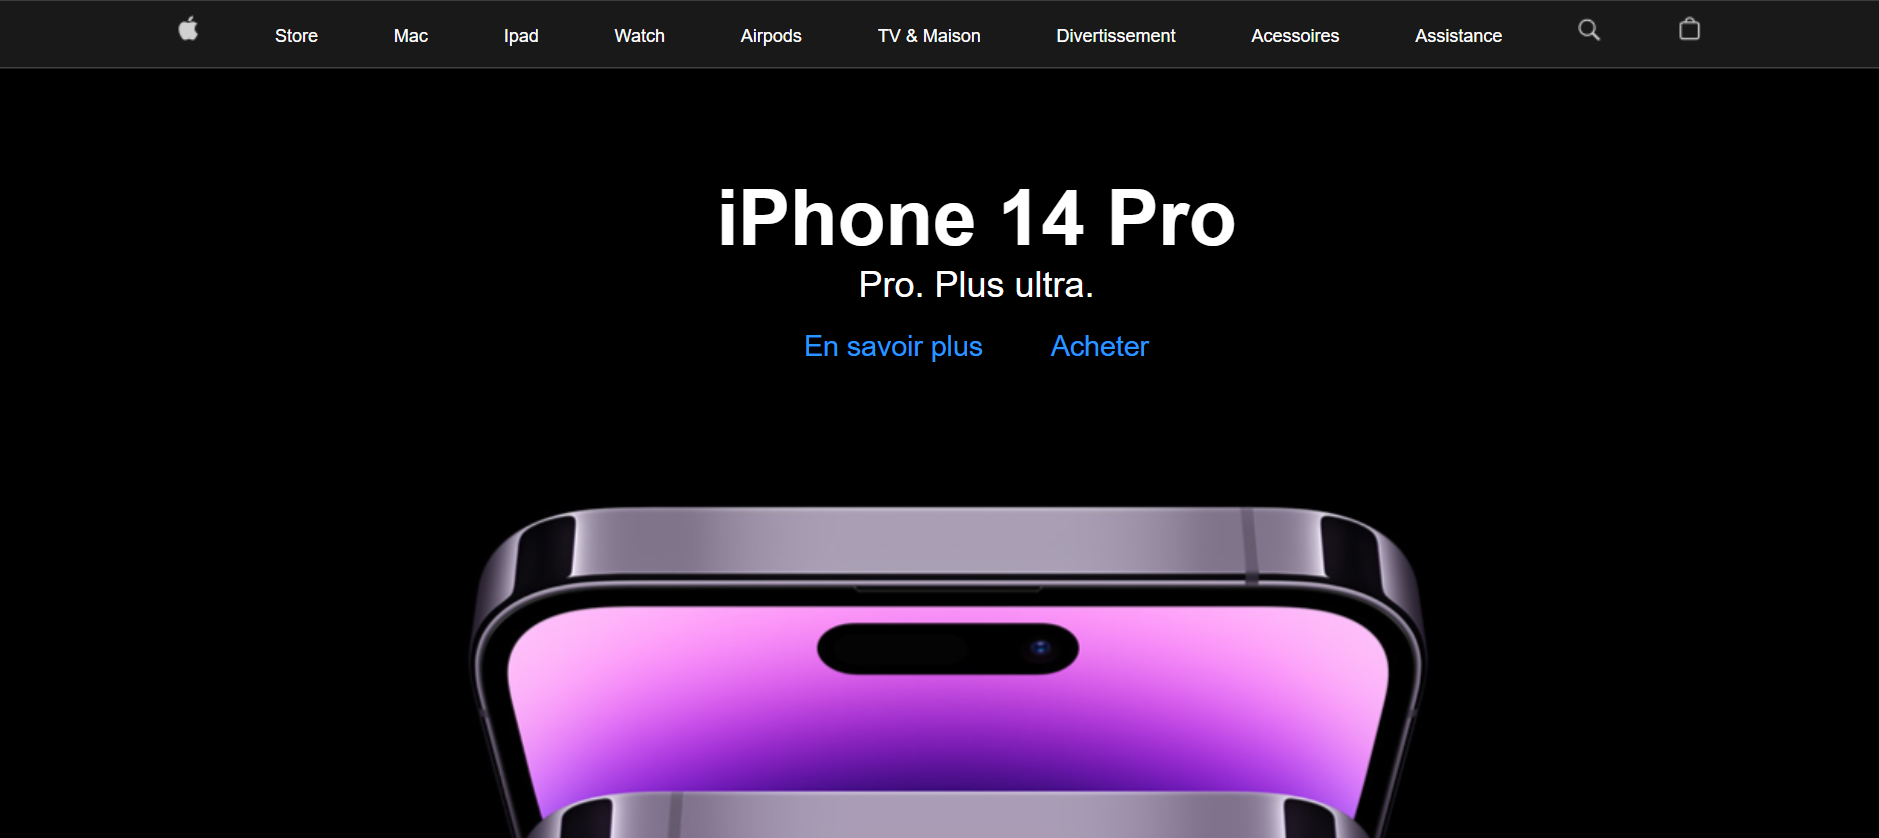 Store Mac Ipad Watch Airpods TV & Maison Divertissement Acessoires Assistance
iPhone 14 Pro
Pro. Plus ultra.
En savoir plus Acheter